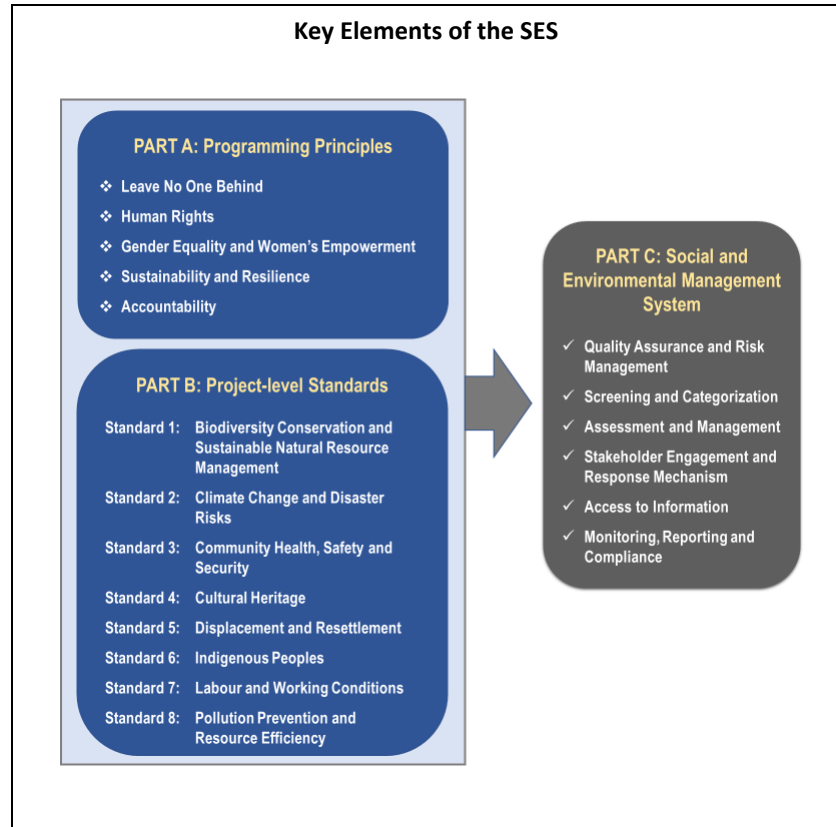 Key Elements of the SES
PART A: Programming Principles
❖ Leave No One Behind
❖ Human Rights
❖ Gender Equality and Women's Empowerment
❖ Sustainability and Resilience
❖ Accountability
PART B: Project-level Standards
Standard 1: Biodiversity Conservation and
Sustainable Natural Resource
Management
Standard 2: Climate Change and Disaster
Risks
Standard 3: Community Health, Safety and
Security
Standard 4: Cultural Heritage
Standard 5: Displacement and Resettlement
Standard 6: Indigenous Peoples
Standard 7: Labour and Working Conditions
Standard 8: Pollution Prevention and
Resource Efficiency
PART C: Social and
Environmental Management
System
✓ Quality Assurance and Risk
Management
✓ Screening and Categorization
✓ Assessment and Management
✓ Stakeholder Engagement and
Response Mechanism
✓ Access to Information
✓ Monitoring, Reporting and
Compliance